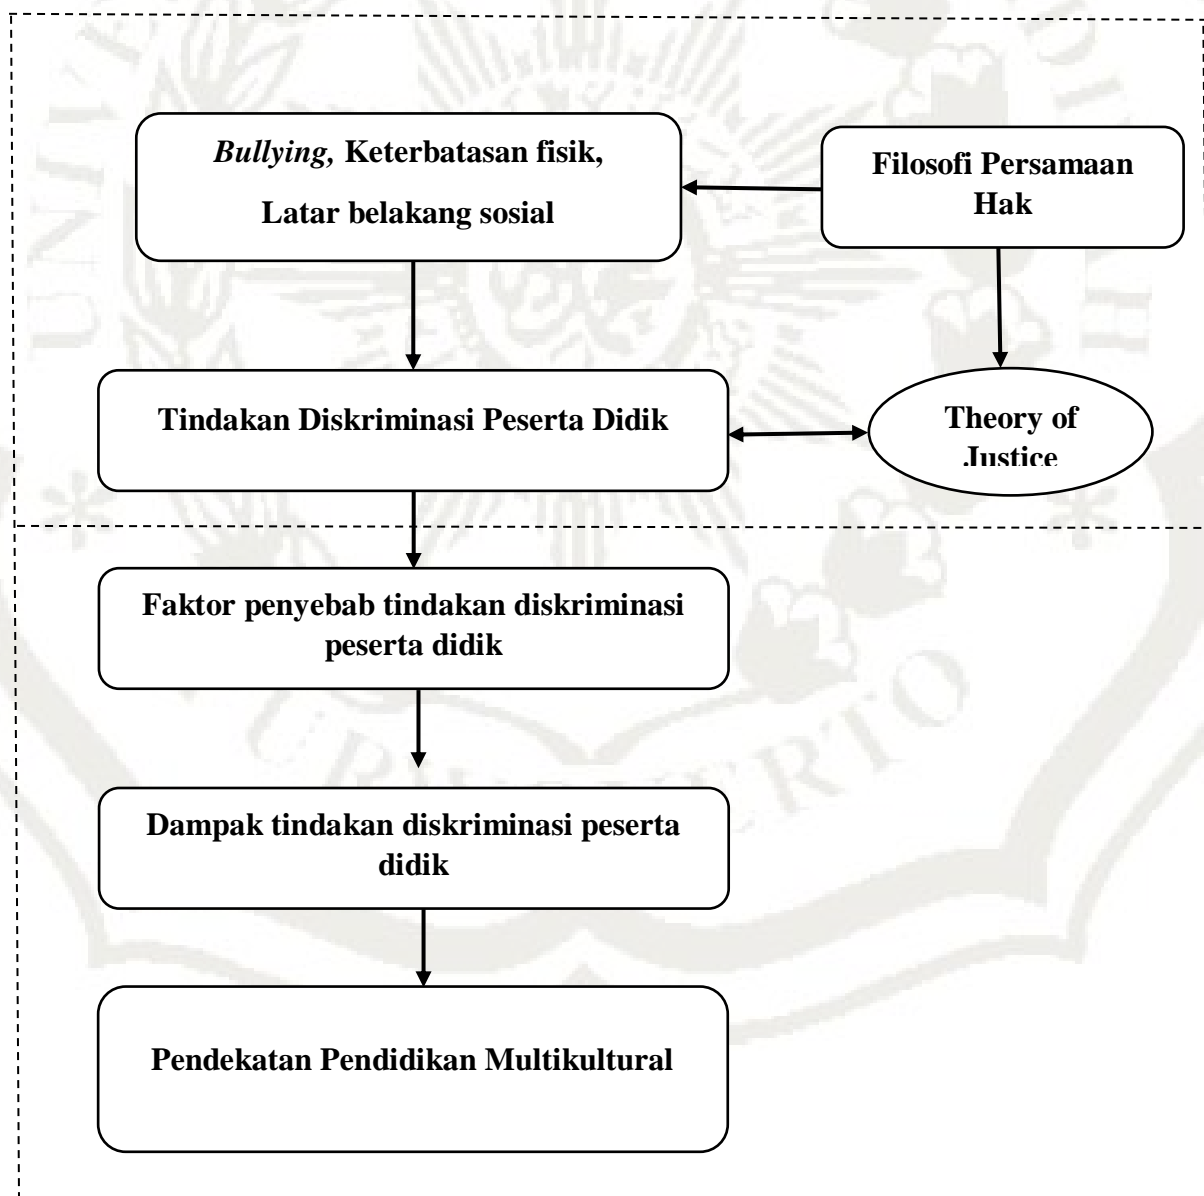 Bullying, Keterbatasan fisik,
Latar belakang sosial
Filosofi Persamaan
Hak
Tindakan Diskriminasi Peserta Didik
Theory of
Justice
Faktor penyebab tindakan diskriminasi
peserta didik
Dampak tindakan diskriminasi peserta
didik
Pendekatan Pendidikan Multikultural